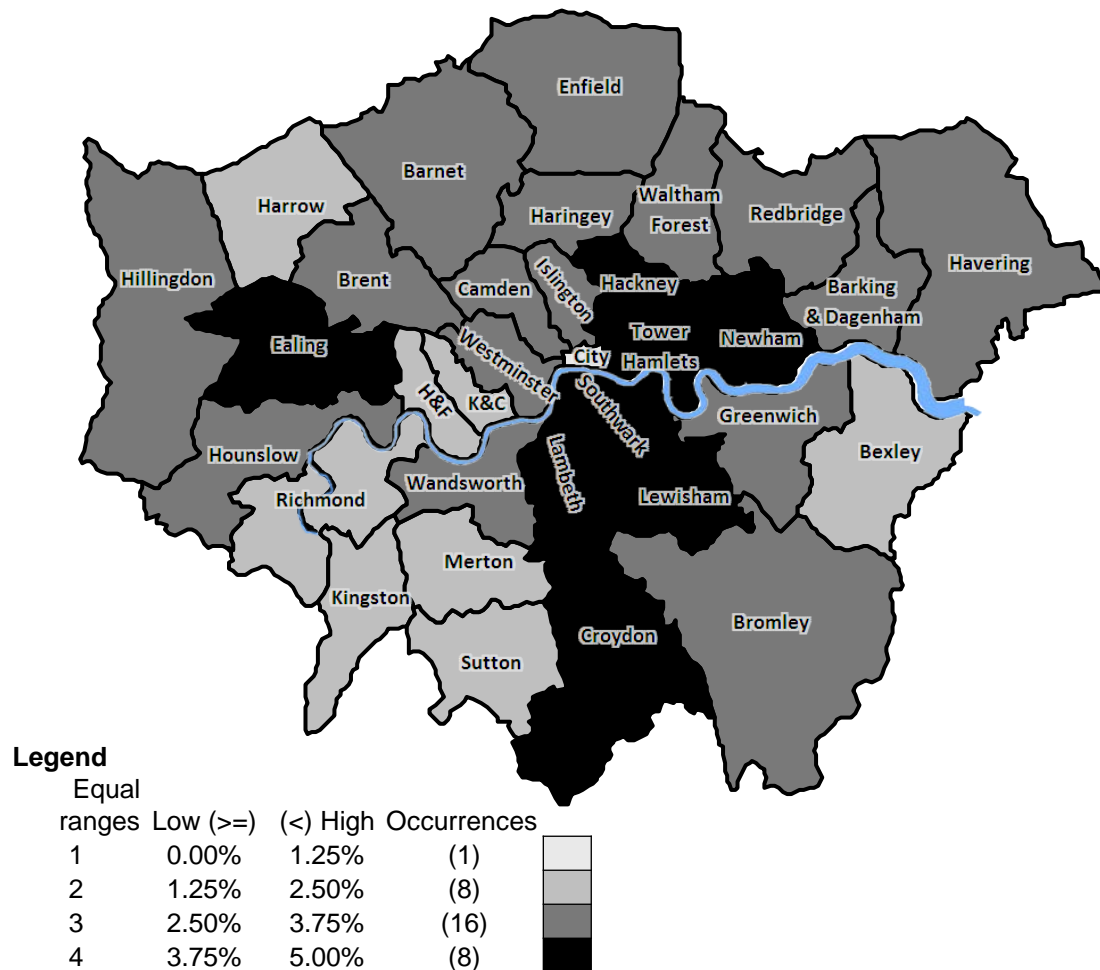 Enfield
Barnet
Harrow
Haringey
Waltham
Forest
Redbridge
Havering
Hillingdon
Brent
Camden
Islington
Hackney
Barking
& Dagenham
Ealing
Westminster
City
Tower
Hamlets
Newham
H&F
K&C
Southwark
Greenwich
Hounslow
Bexley
Richmond
Wandsworth
Lambeth
Lewisham
Merton
Kingston
Sutton
Croydon
Bromley
Legend
Equal
ranges Low (>=) (<) High Occurrences
1 0.00% 1.25% (1)
2 1.25% 2.50% (8)
3 2.50% 3.75% (16)
4 3.75% 5.00% (8)